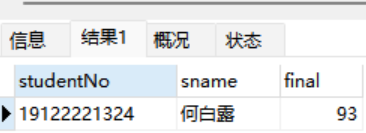 信息 结果1 概况 状态
studentNo sname final
19122221324 何白露 93